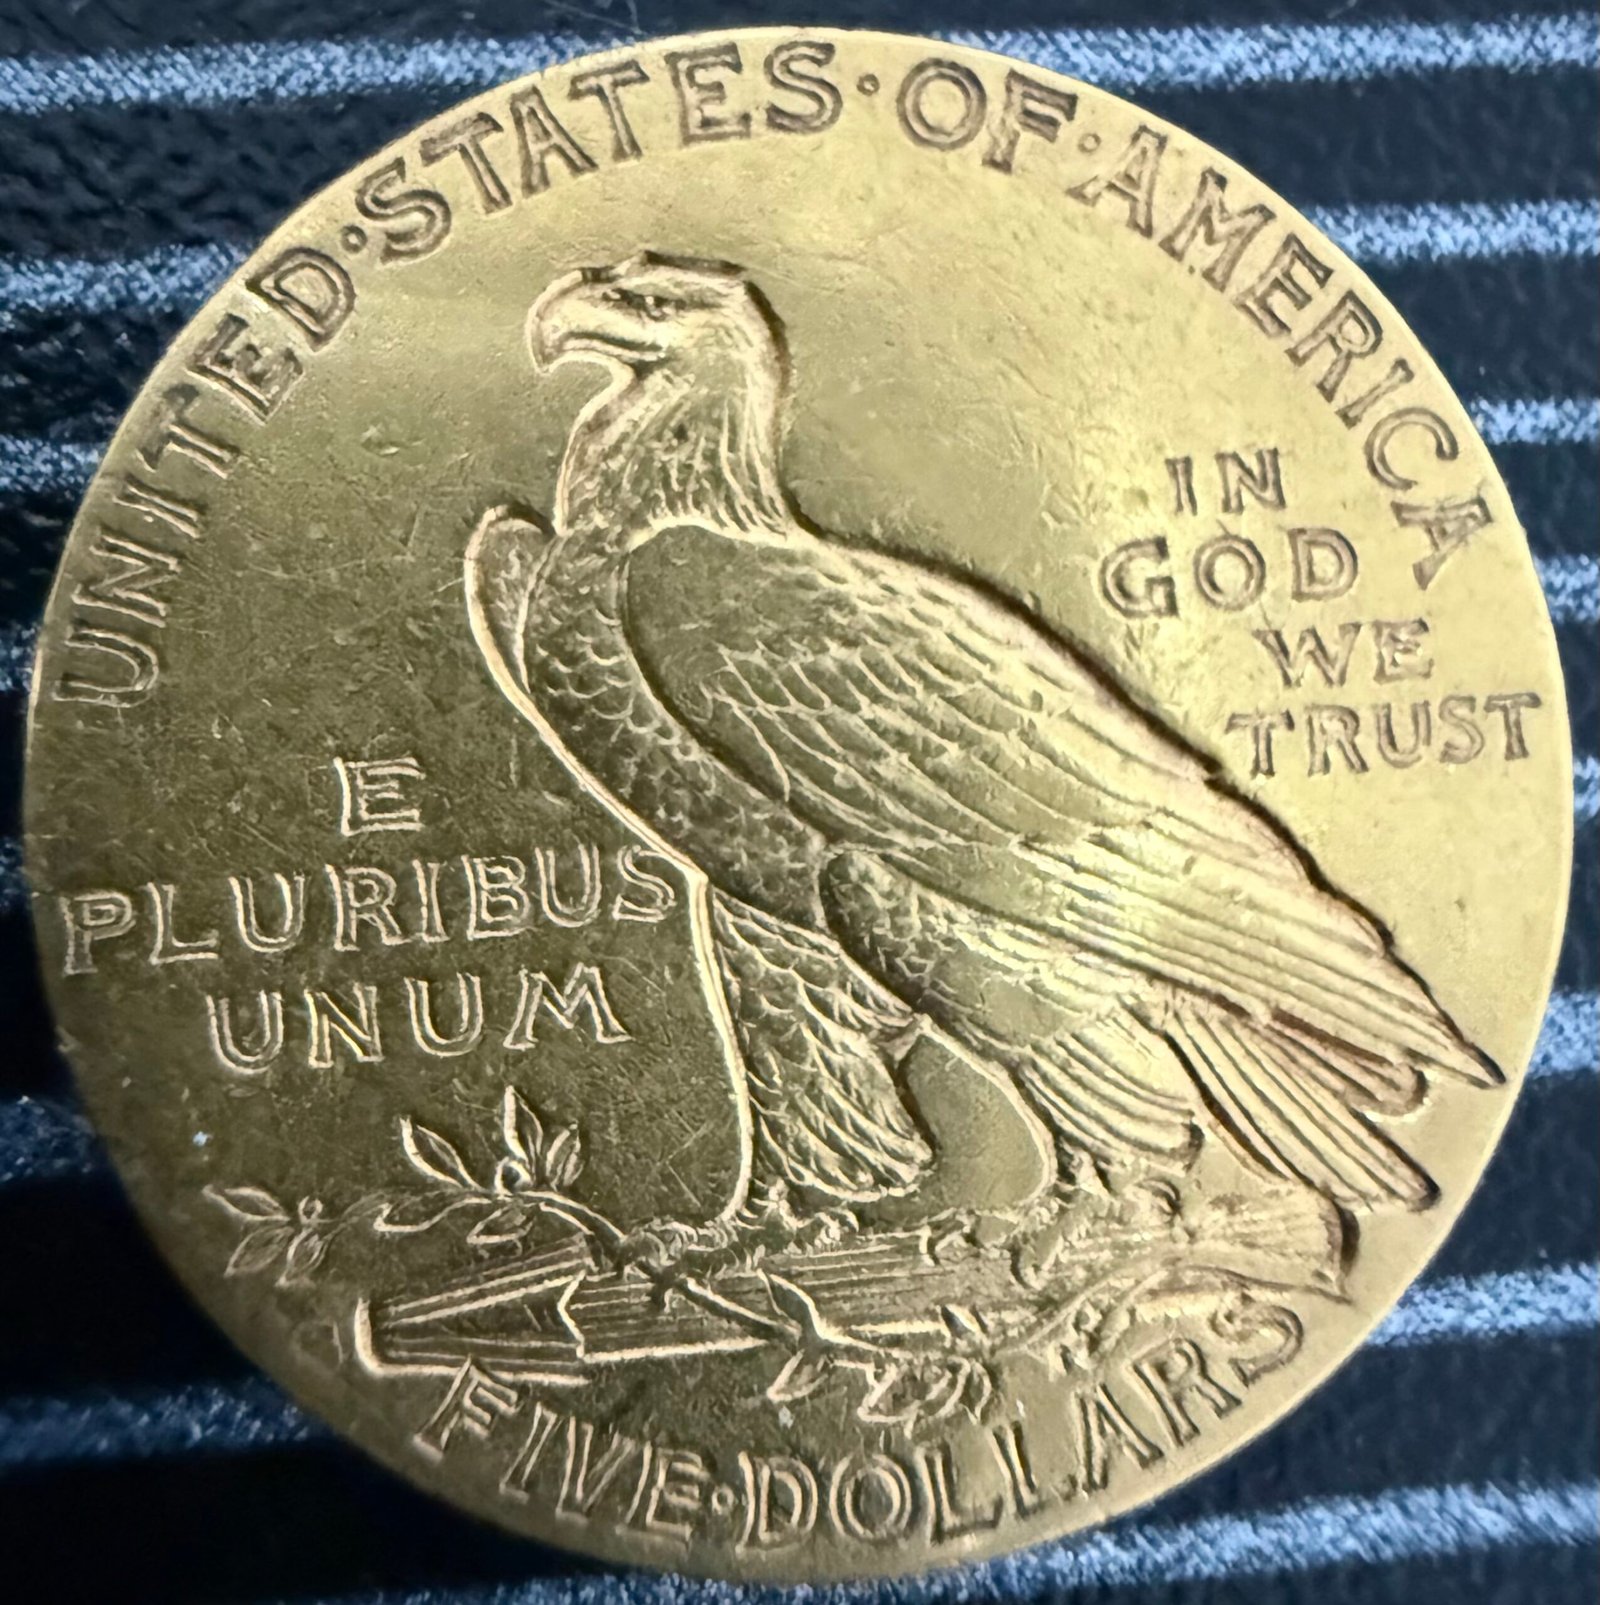 UNITED·STATES·OF·AMERICA
IN
GOD
WE
TRUST
E
PLURIBUS
UNUM
FIVE·DOLLARS